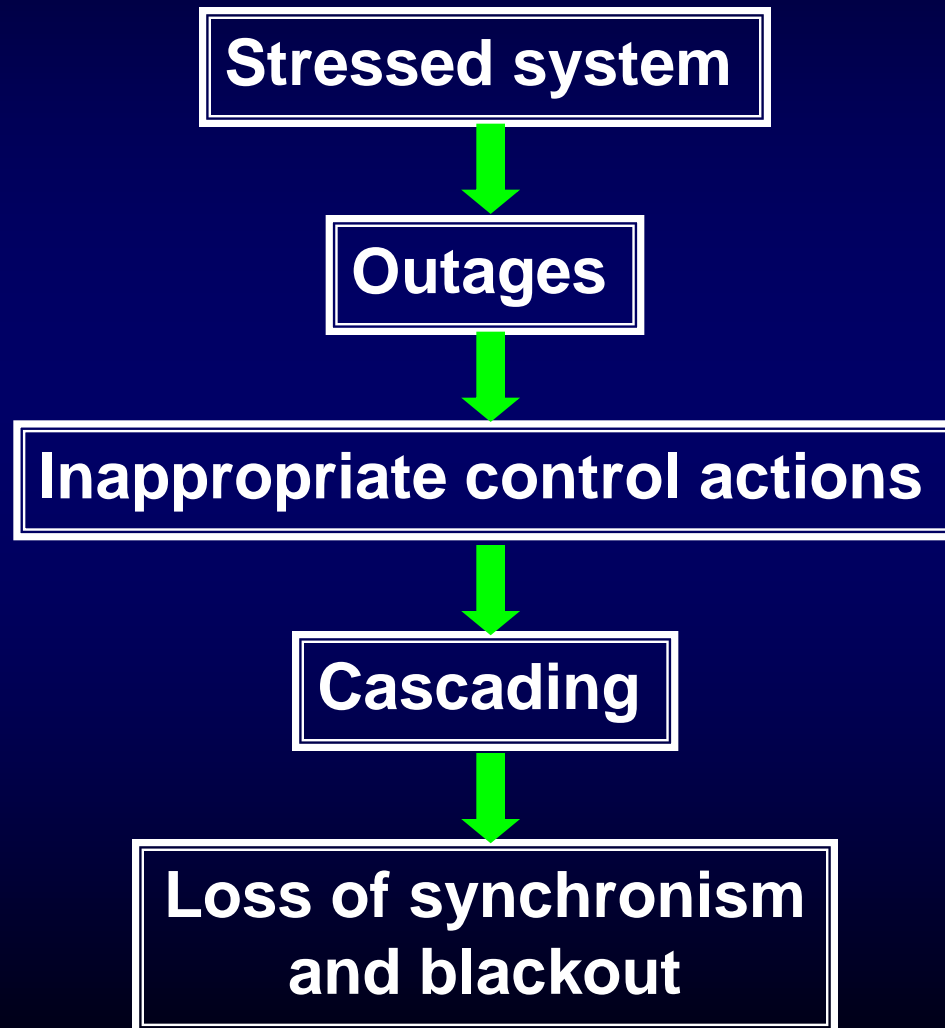 Stressed system
Outages
Inappropriate control actions
Cascading
Loss of synchronism
and blackout